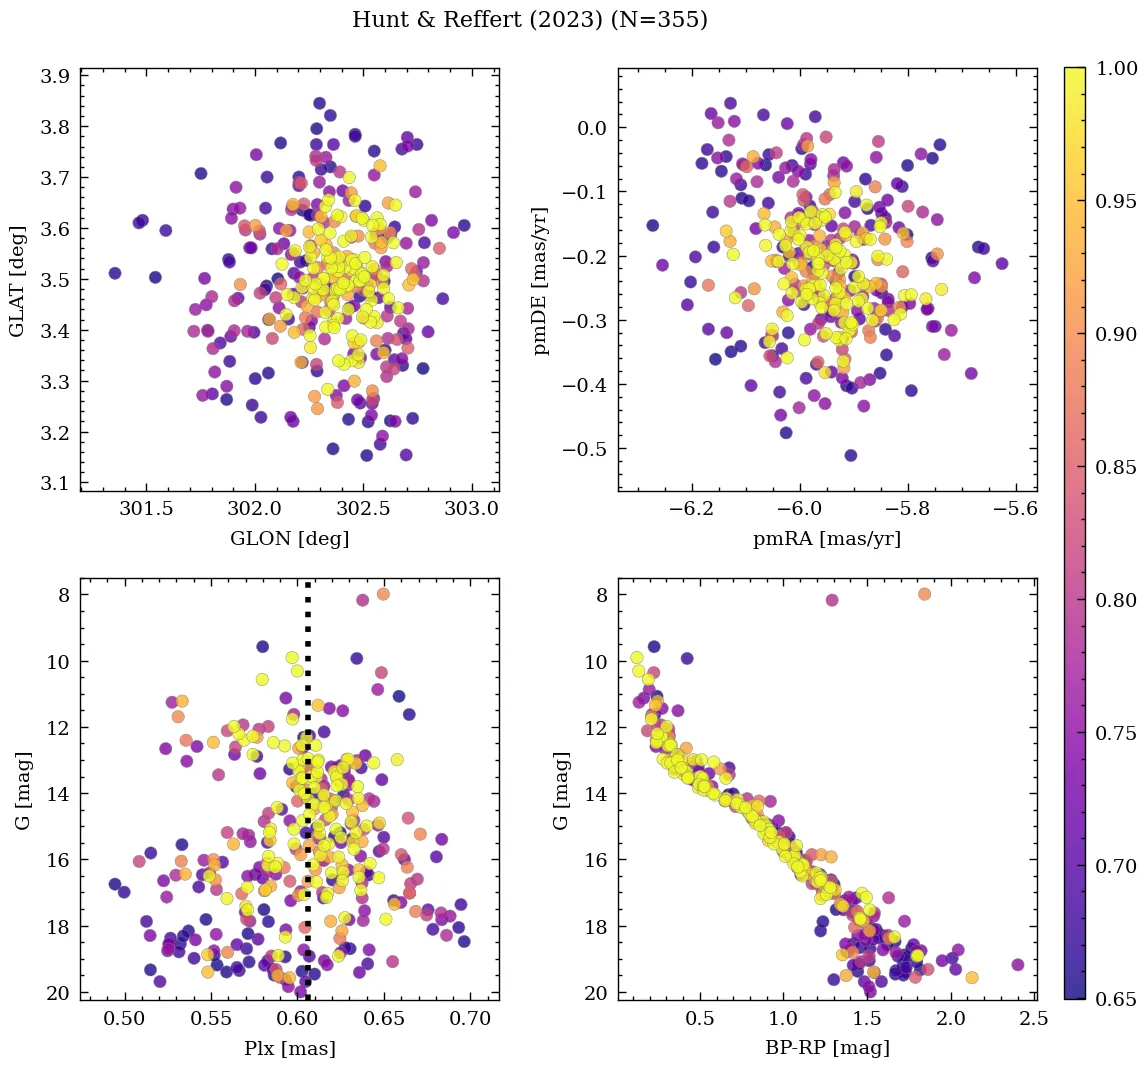 Hunt & Reffert (2023) (N=355)
3.9
3.8
3.7
3.6
3.5
3.4
3.3
3.2
3.1
GLAT [deg]
301.5 302.0 302.5 303.0
GLON [deg]
0.0
−0.1
−0.2
−0.3
−0.4
−0.5
pmDE [mas/yr]
−6.2 −6.0 −5.8 −5.6
pmRA [mas/yr]
8
10
12
14
16
18
20
G [mag]
0.50 0.55 0.60 0.65 0.70
Plx [mas]
8
10
12
14
16
18
20
G [mag]
0.5 1.0 1.5 2.0 2.5
BP-RP [mag]
1.00
0.95
0.90
0.85
0.80
0.75
0.70
0.65